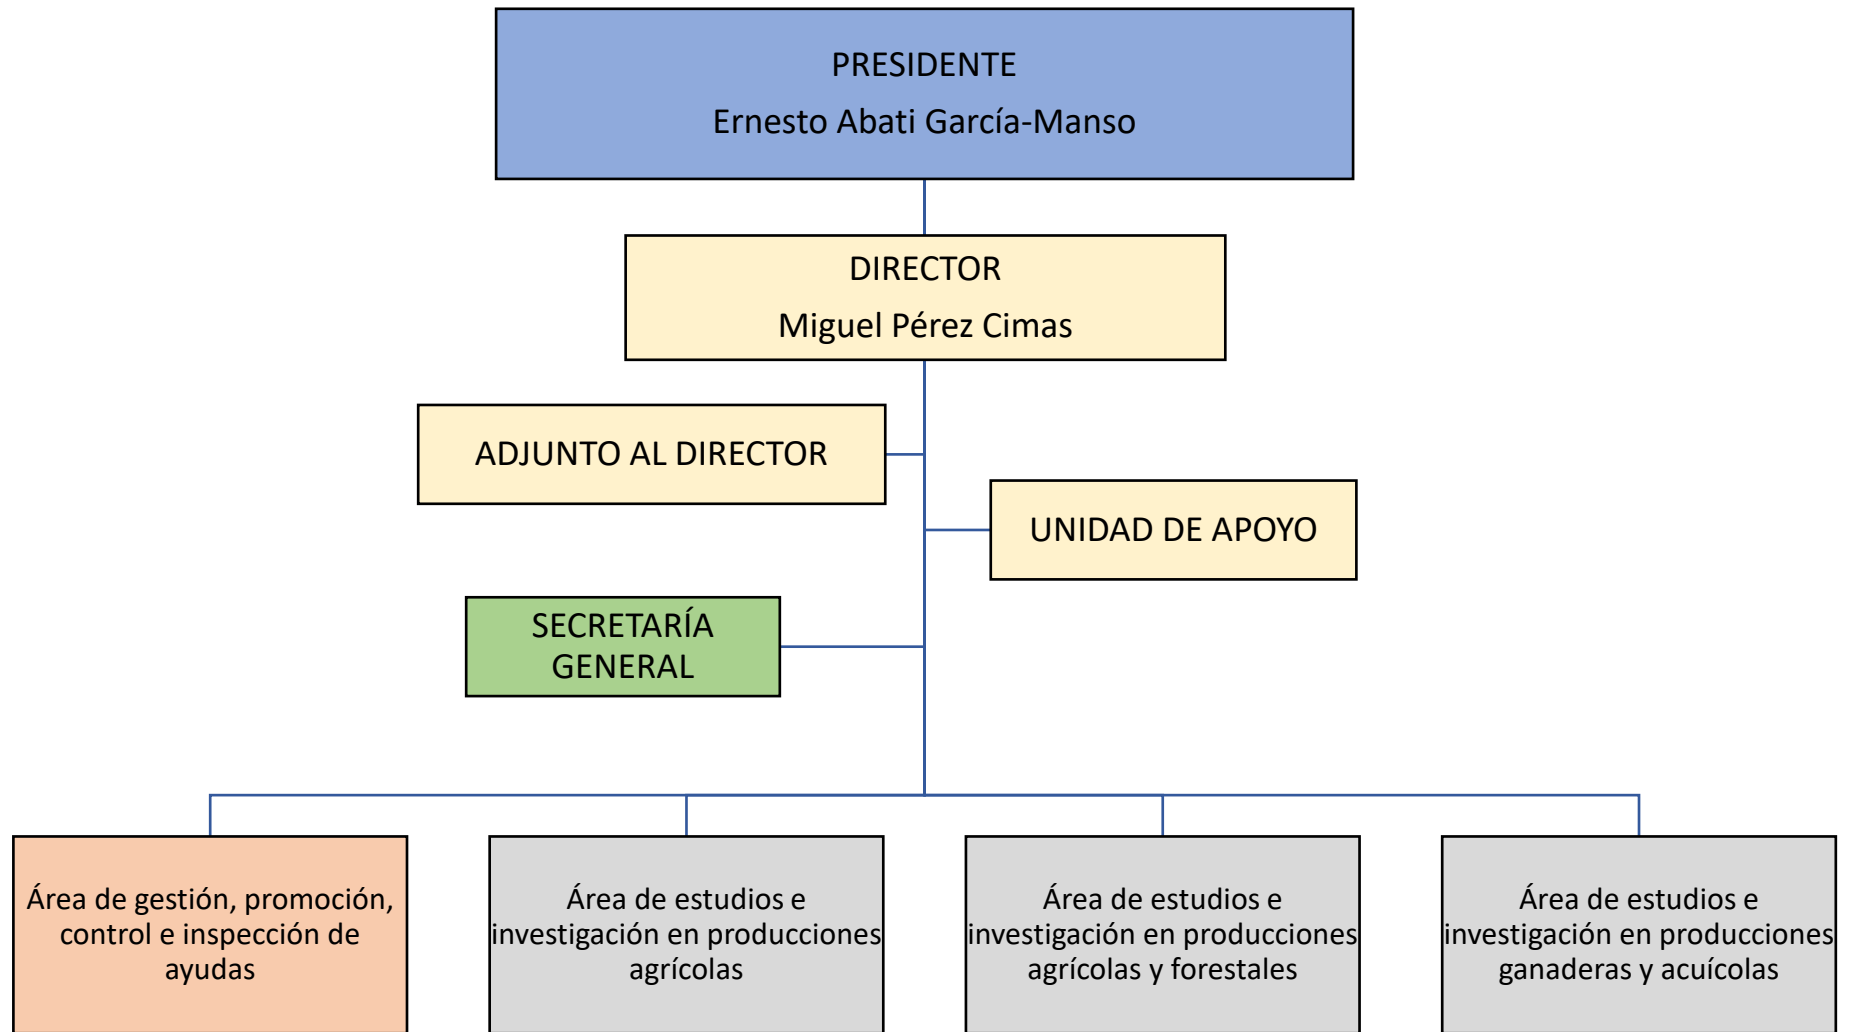 PRESIDENTE
Ernesto Abati García-Manso
DIRECTOR
Miguel Pérez Cimas
ADJUNTO AL DIRECTOR
UNIDAD DE APOYO
SECRETARÍA
GENERAL
Área de gestión, promoción,
control e inspección de
ayudas
Área de estudios e
investigación en producciones
agrícolas
Área de estudios e
investigación en producciones
agrícolas y forestales
Área de estudios e
investigación en producciones
ganaderas y acuícolas